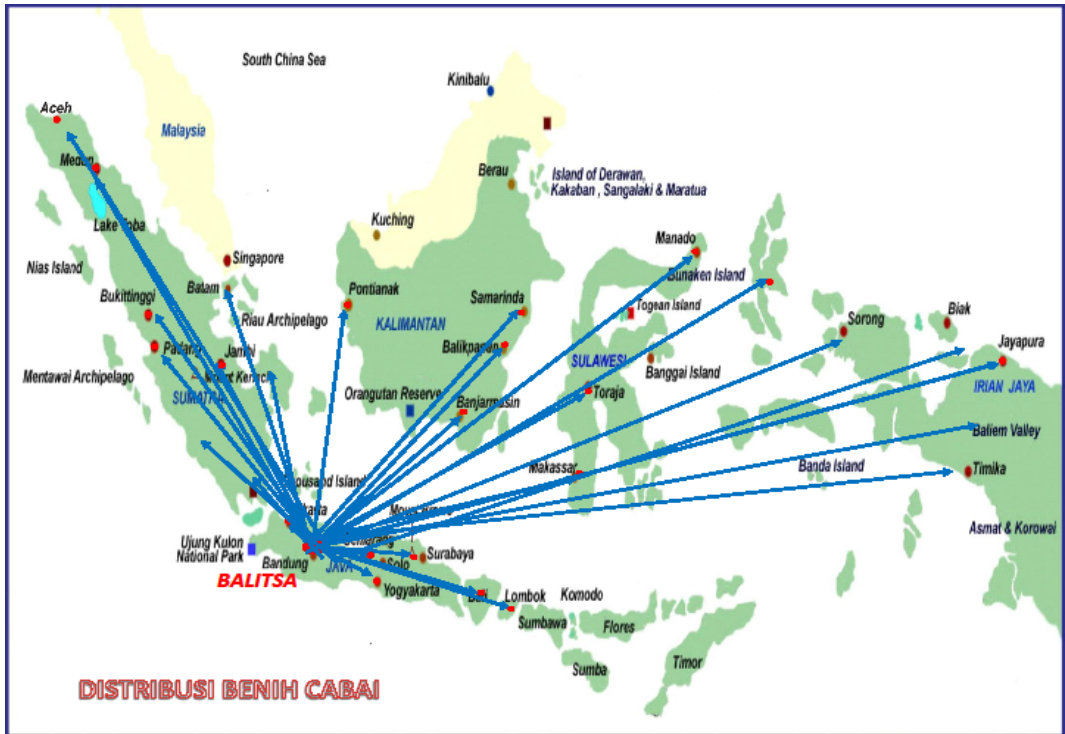 South China Sea
Kinibalu
Aceh
Malaysia
Medan
Berau
Island of Derawan,
Kakaban , Sangalaki & Maratua
Lake Toba
Kuching
Manado
Nias Island
Singapore
Bunaken Island
Bukittinggi
Batam
Pontianak
Samarinda
Togean Island
Biak
Riau Archipelago
KALIMANTAN
Sorong
Jayapura
Padang
Jambi
Balikpapan
SULAWESI
Banggai Island
Mentawai Archipelago
IRIAN JAYA
SUMATRA
Orangutan Reserve
Banjarmasin
Toraja
Baliem Valley
Makassar
Banda Island
Timika
Thousand Island
Asmat & Korowai
Ujung Kulon
National Park
Semarang
Surabaya
Bandung
JAVA
Solo
BALITSA
Yogyakarta
Bali
Lombok
Komodo
Sumbawa
Flores
Sumba
Timor
DISTRIBUSI BENIH CABAI